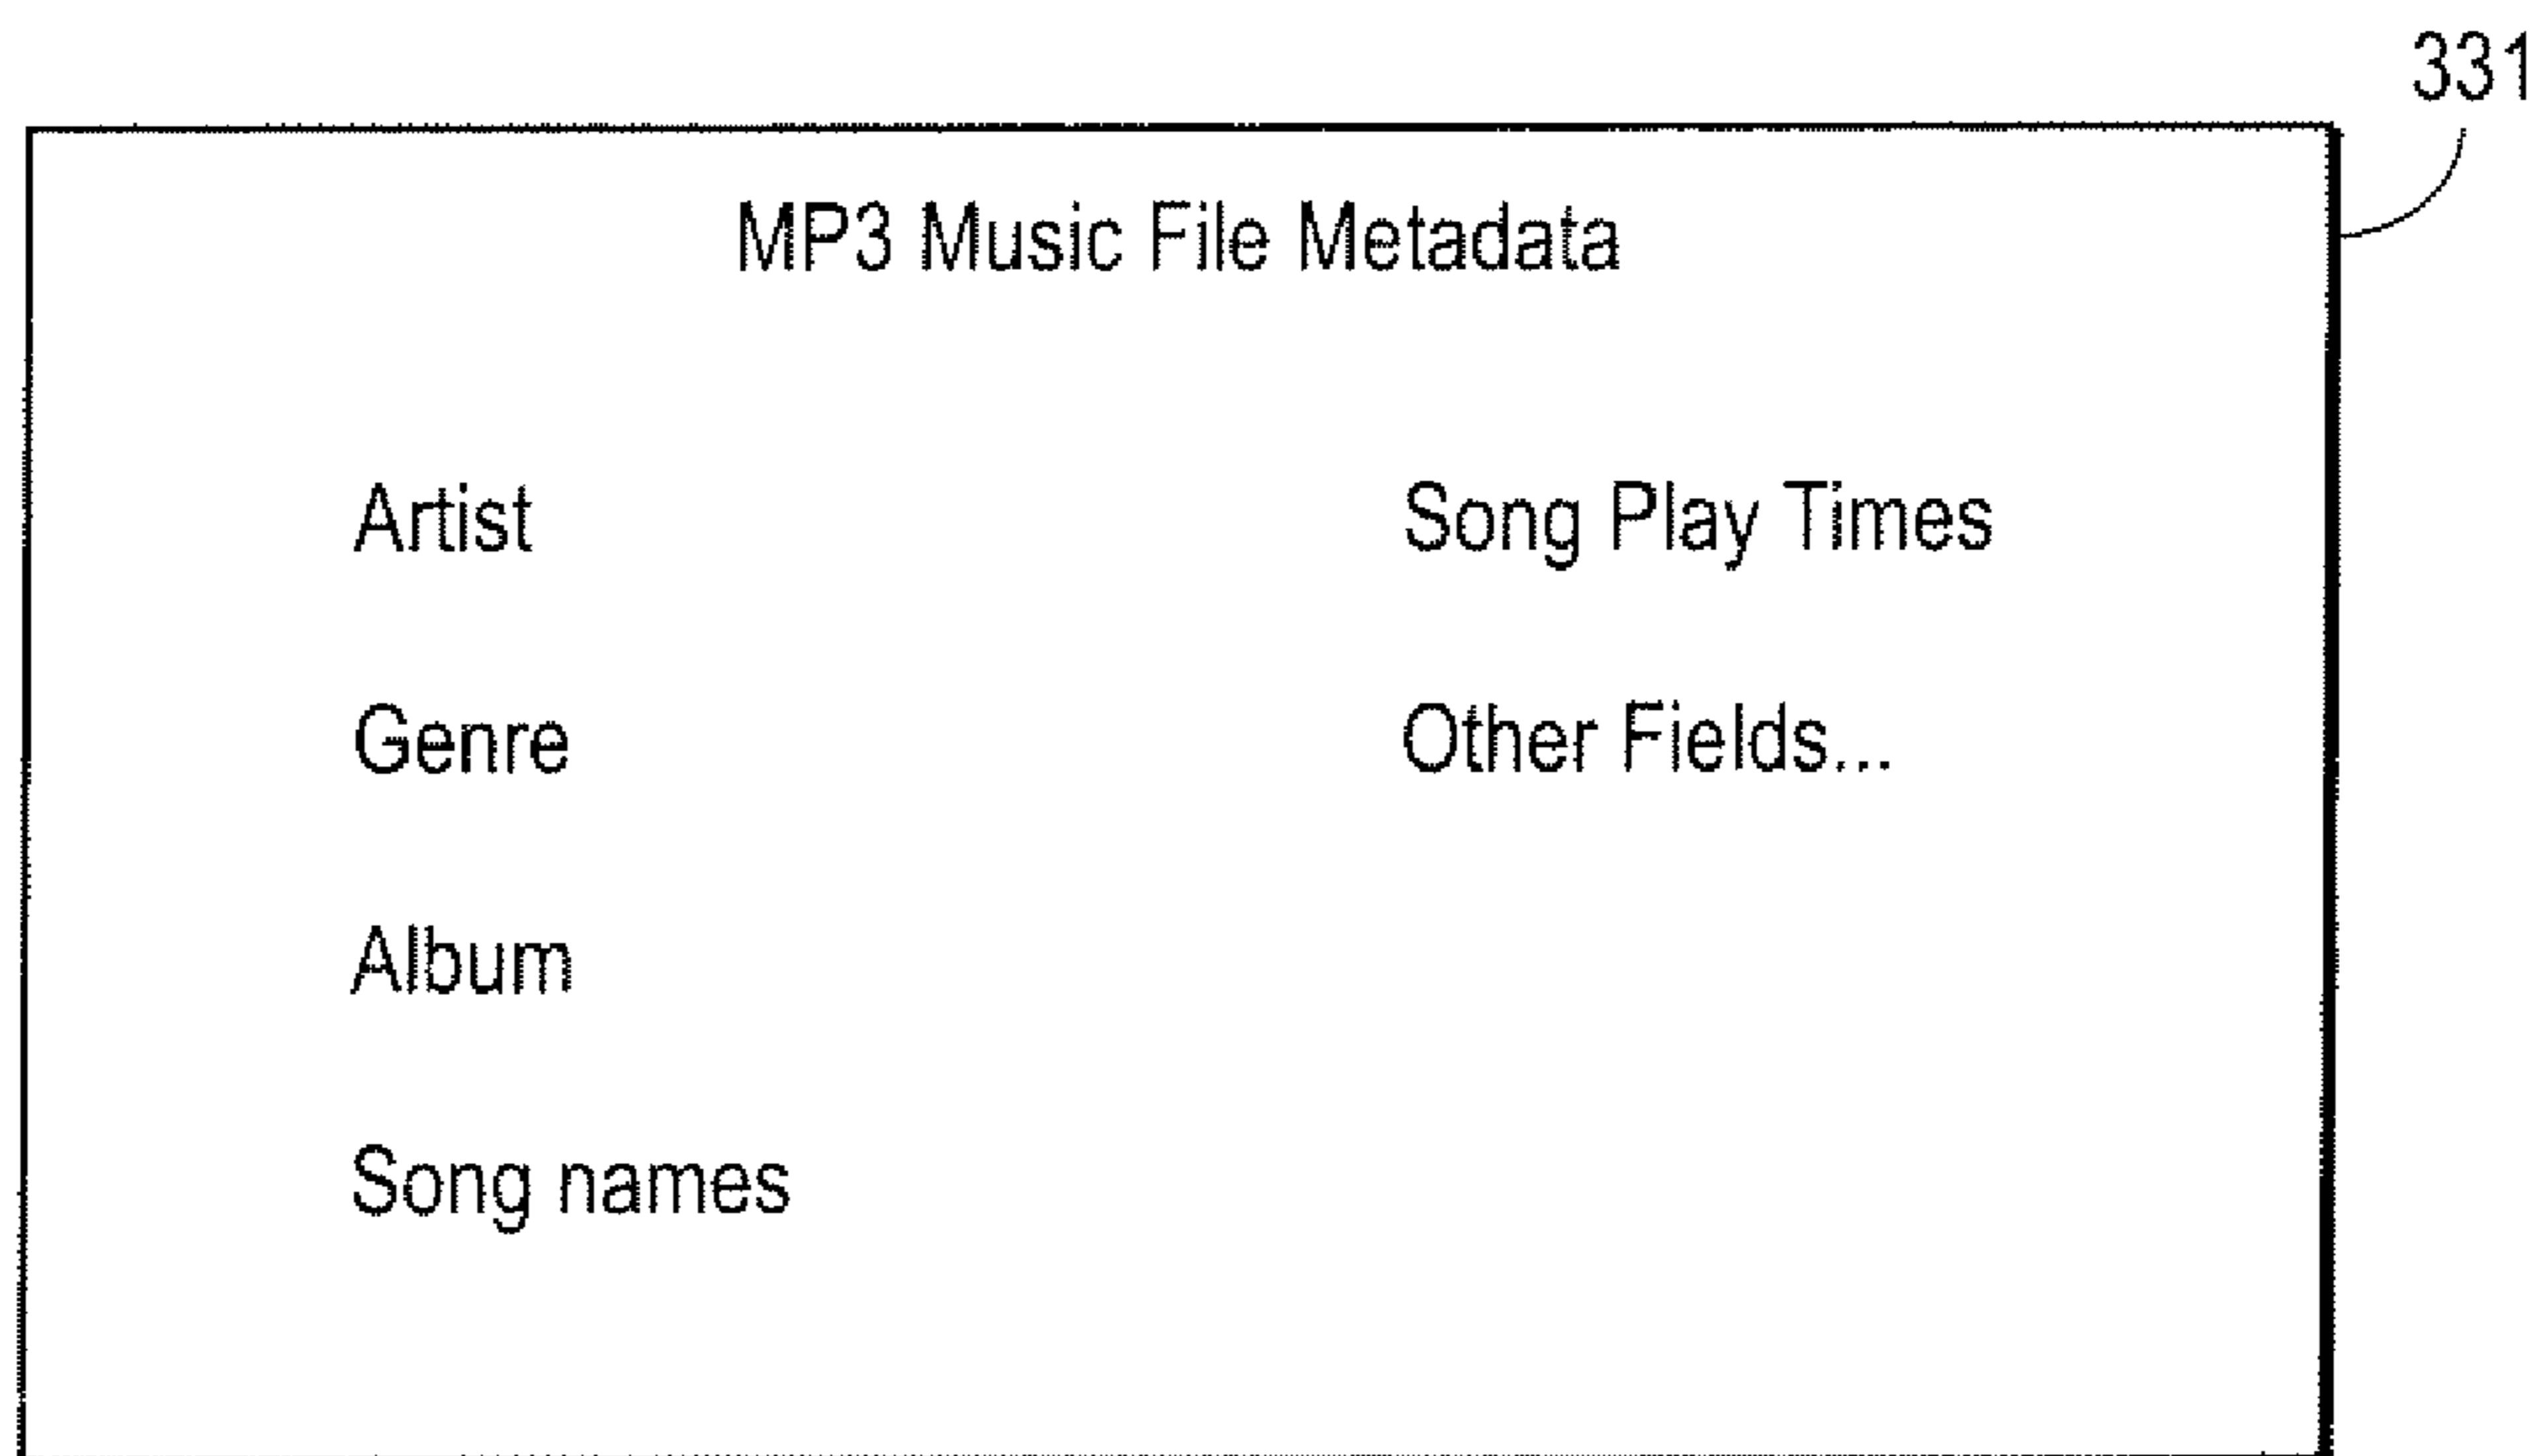 331
MP3 Music File Metadata
Artist
Genre
Album
Song names
Song Play Times
Other Fields...